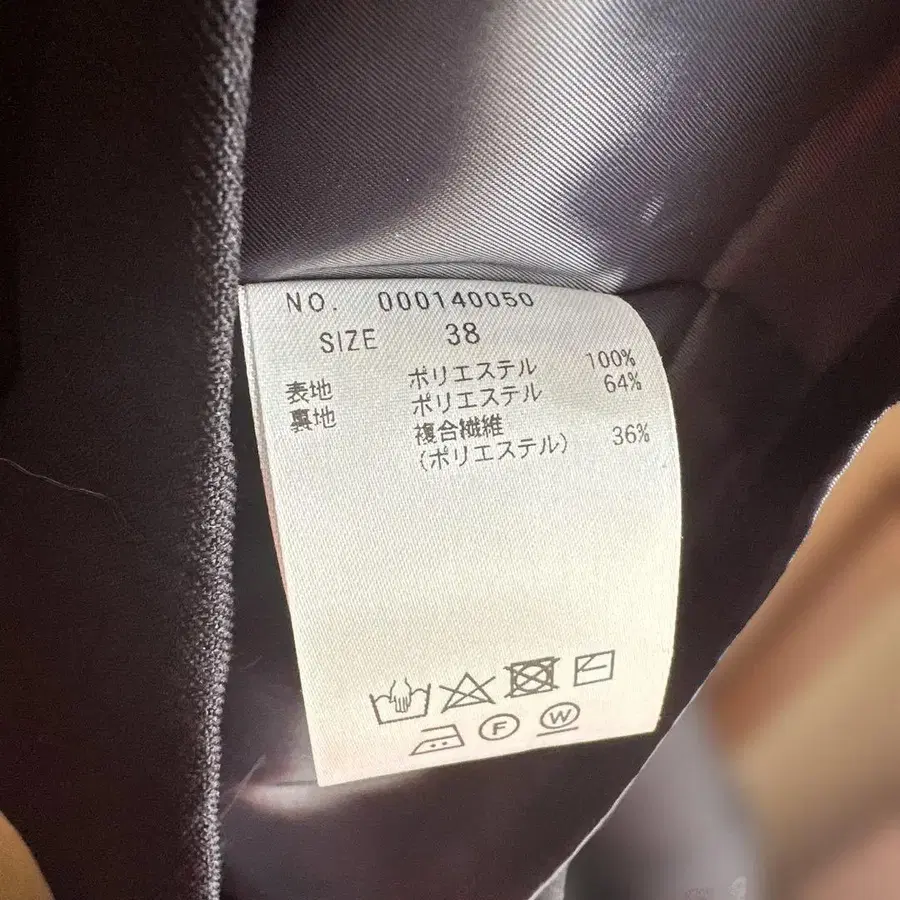 NO. 000140050
SIZE 38
表地 ポリエステル 100%
裏地 ポリエステル 64%
複合繊維
(ポリエステル) 36%
F W